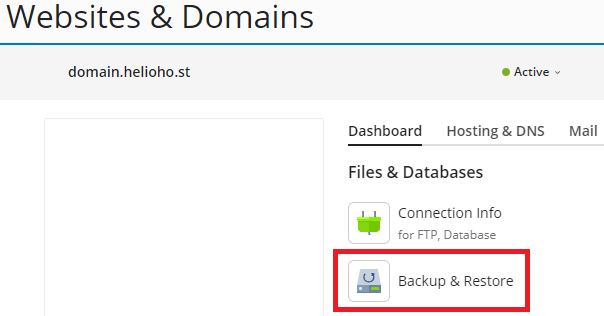 Websites & Domains
domain.helioho.st
Active
Dashboard Hosting & DNS Mail
Files & Databases
Connection Info
for FTP, Database
Backup & Restore